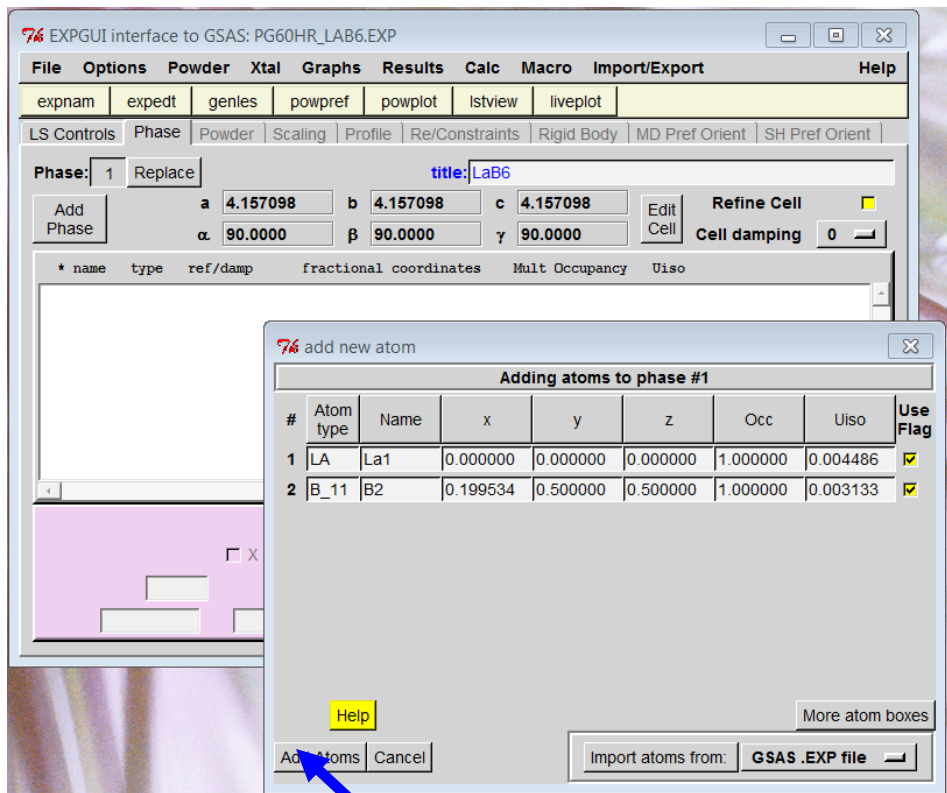 EXPGUI interface to GSAS: PG60HR_LAB6.EXP
File Options Powder Xtal Graphs Results Calc Macro Import/Export Help
expnam expedt genles powpref powplot lstview liveplot
LS Controls Phase Powder Scaling Profile Re/Constraints Rigid Body MD Pref Orient SH Pref Orient
Phase: 1 Replace title: LaB6
Add Phase
a 4.157098 b 4.157098 c 4.157098
α 90.0000 β 90.0000 γ 90.0000
Edit Cell
Refine Cell
Cell damping 0
* name type ref/damp fractional coordinates Mult Occupancy Uiso
X
add new atom
Adding atoms to phase #1
# Atom type Name x y z Occ Uiso Use Flag
1 LA La1 0.000000 0.000000 0.000000 1.000000 0.004486
2 B_11 B2 0.199534 0.500000 0.500000 1.000000 0.003133
Help
More atom boxes
Add Atoms Cancel Import atoms from: GSAS .EXP file